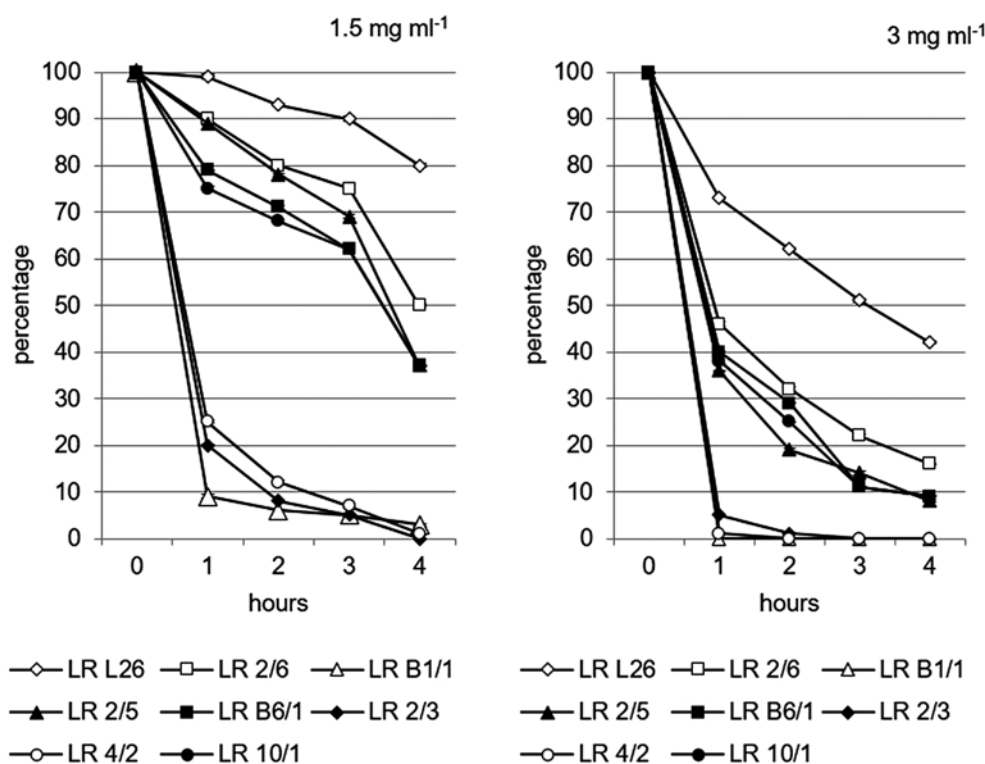 1.5 mg ml-1
percentage
100
90
80
70
60
50
40
30
20
10
0
0 1 2 3 4
hours
LR L26 LR 2/6 LR B1/1
LR 2/5 LR B6/1 LR 2/3
LR 4/2 LR 10/1
3 mg ml-1
percentage
100
90
80
70
60
50
40
30
20
10
0
0 1 2 3 4
hours
LR L26 LR 2/6 LR B1/1
LR 2/5 LR B6/1 LR 2/3
LR 4/2 LR 10/1